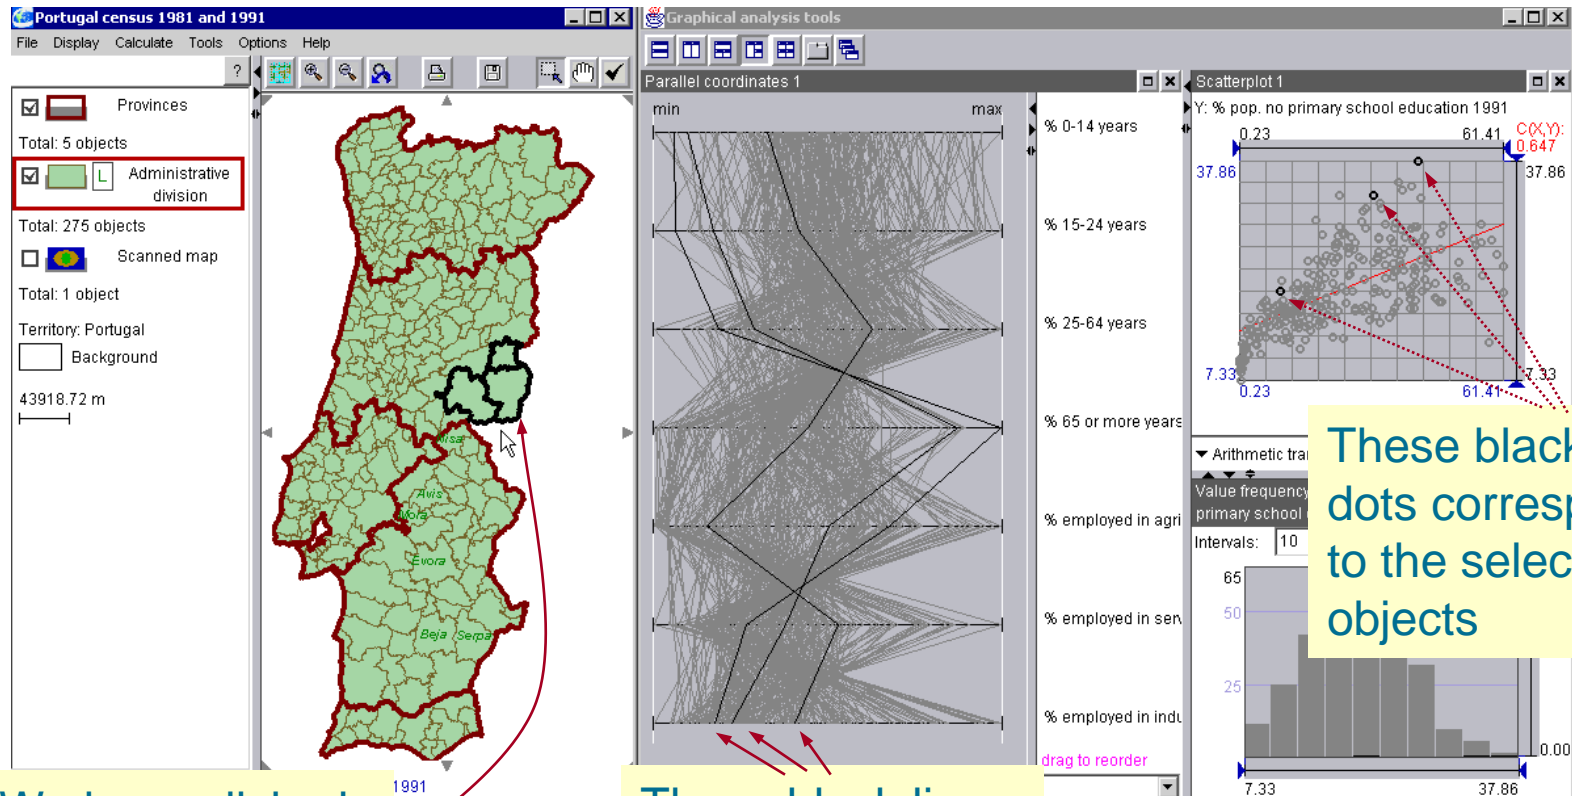 Portugal census 1981 and 1991
File Display Calculate Tools Options Help
?
Provinces
Total: 5 objects
L Administrative
division
Total: 275 objects
Scanned map
Total: 1 object
Territory: Portugal
Background
43918.72 m
Nisa
Avis
Mora
Evora
Beja Serpa
1991
Graphical analysis tools
Parallel coordinates 1
min max
% 0-14 years
% 15-24 years
% 25-64 years
% 65 or more years
% employed in agri
% employed in serv
% employed in indu
drag to reorder
Scatterplot 1
Y: % pop. no primary school education 1991
0.23 61.41 C(X,Y):
0.647
37.86 37.86
7.33 7.33
0.23 61.41
Arithmetic tra
Value frequency
primary school
Intervals: 10
65
50
25
0.00
7.33 37.86
These black
dots corresp
to the selec
objects